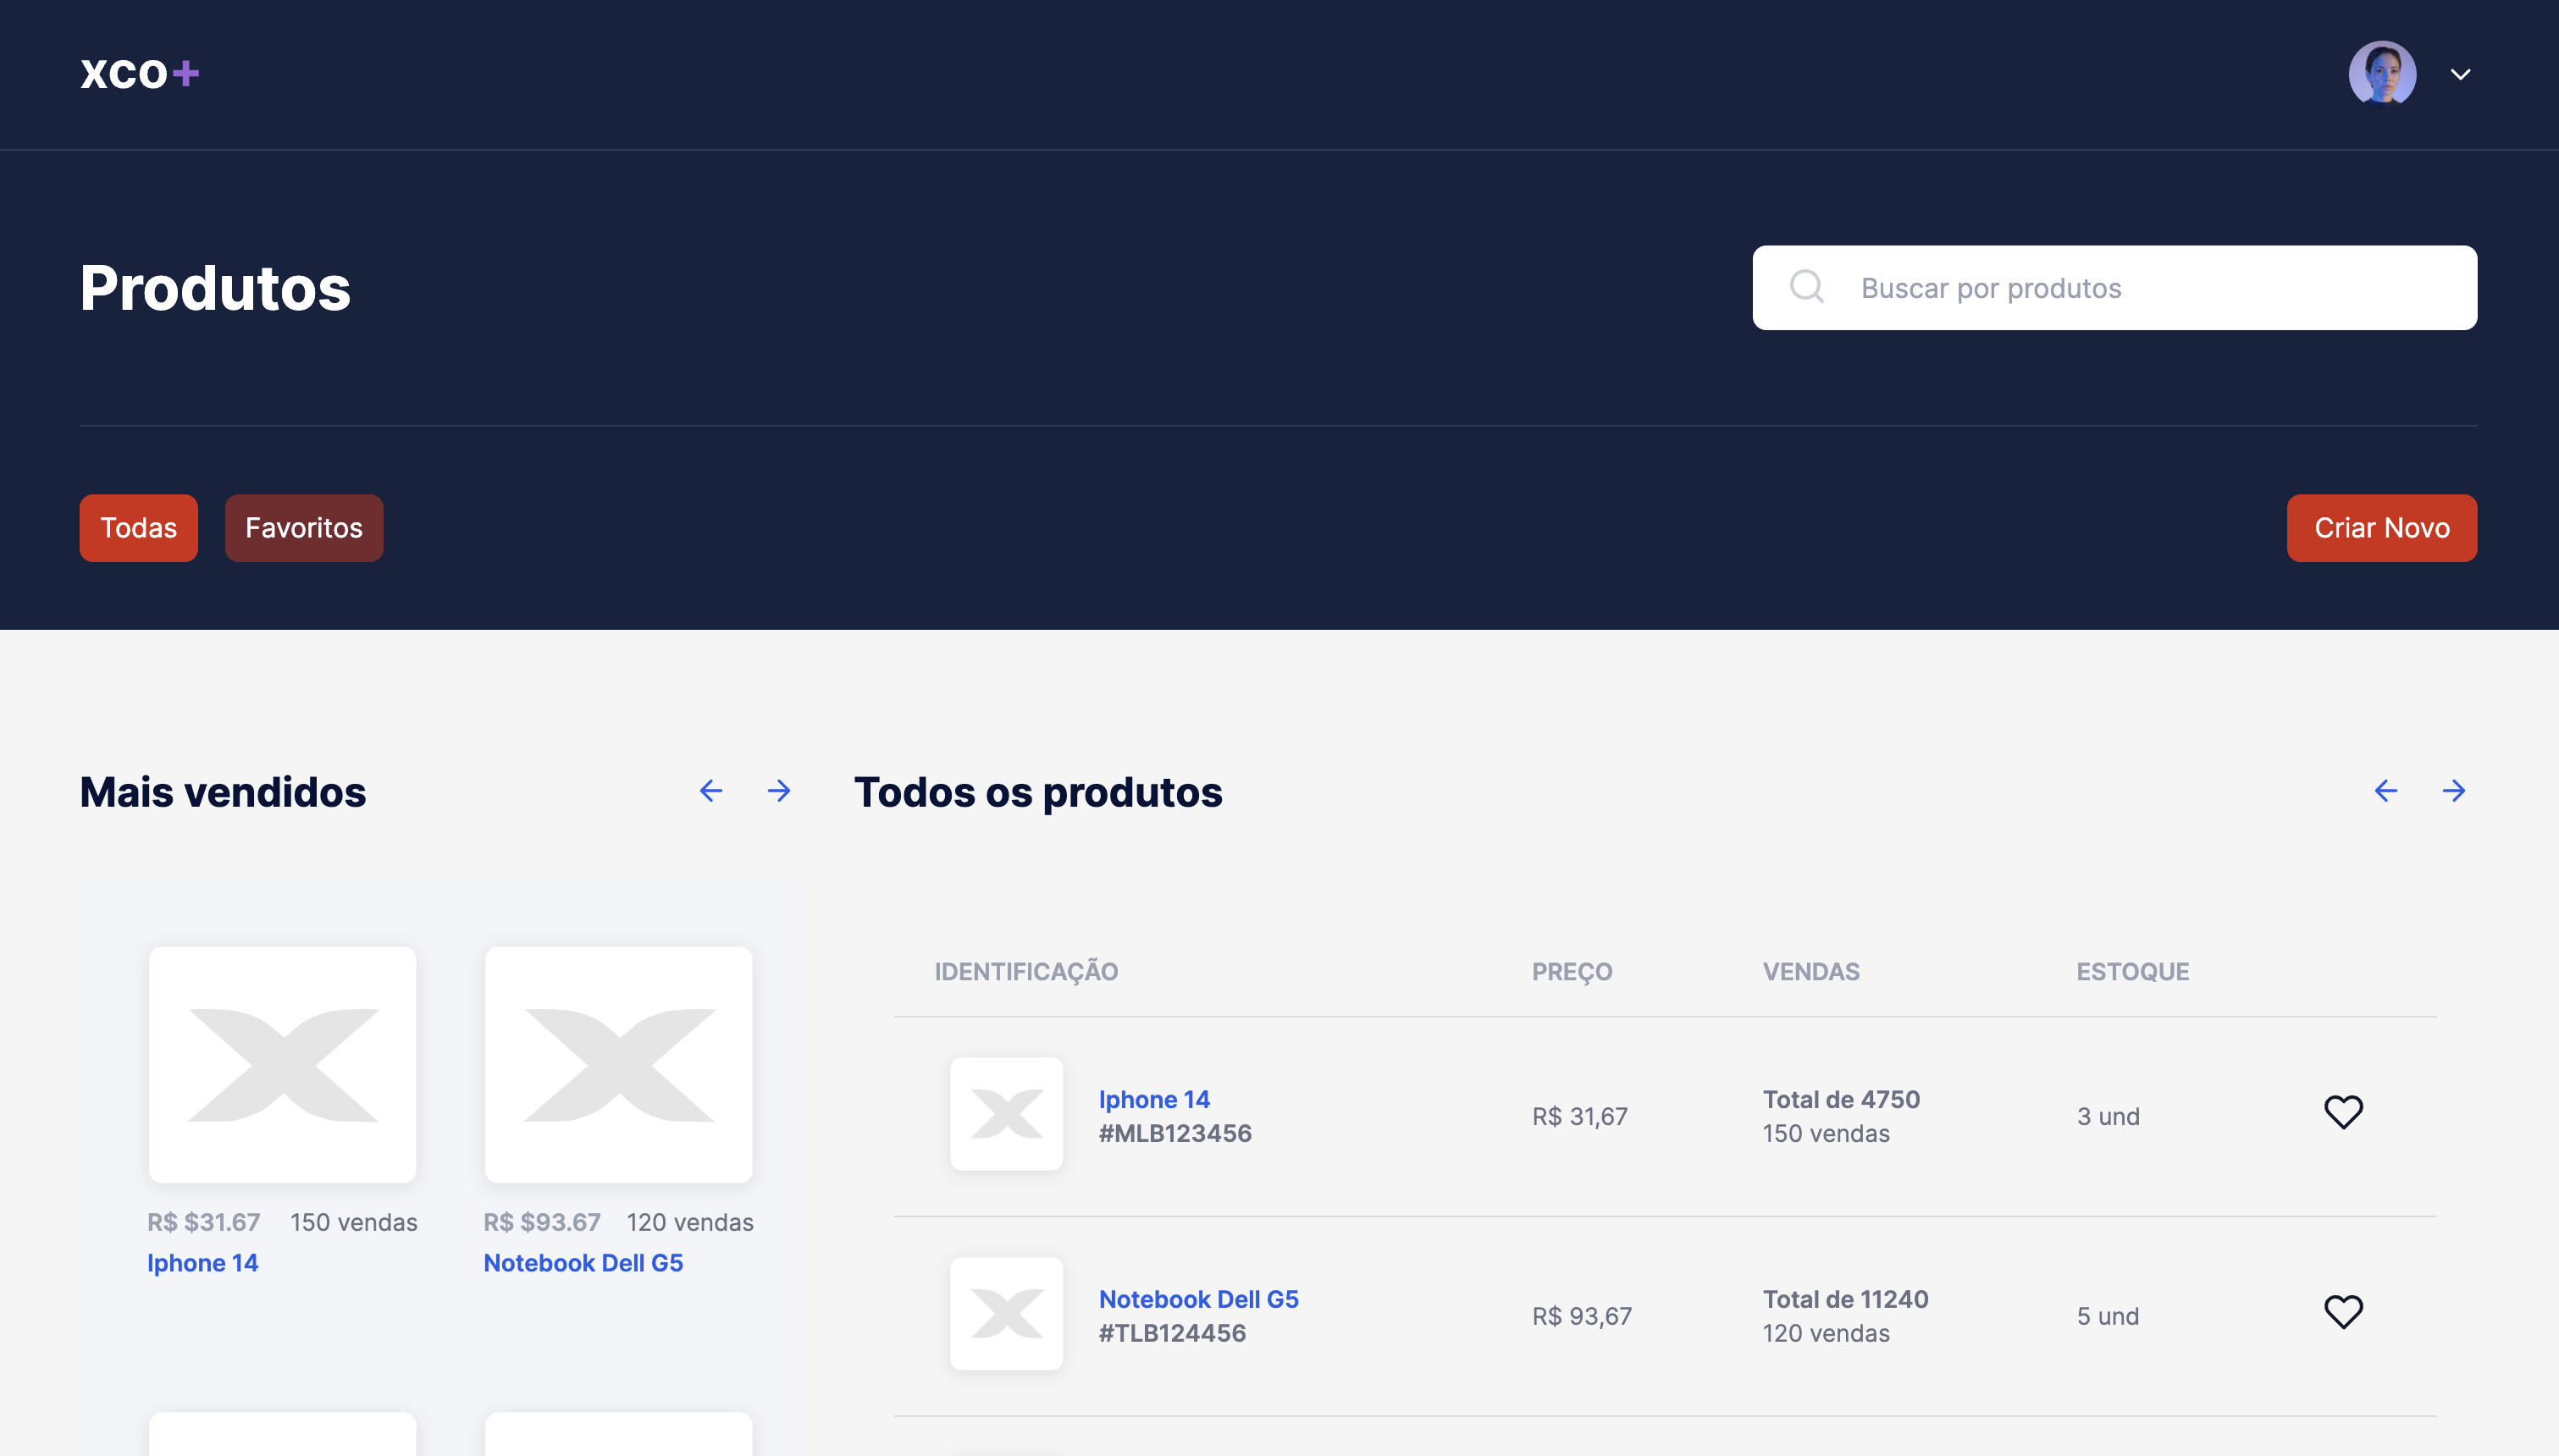 xco+
Produtos
Buscar por produtos
Todas
Favoritos
Criar Novo
Mais vendidos
R$ $31.67 150 vendas
Iphone 14
R$ $93.67 120 vendas
Notebook Dell G5
Todos os produtos
IDENTIFICAÇÃO PREÇO VENDAS ESTOQUE
Iphone 14
#MLB123456
R$ 31,67
Total de 4750
150 vendas
3 und
Notebook Dell G5
#TLB124456
R$ 93,67
Total de 11240
120 vendas
5 und